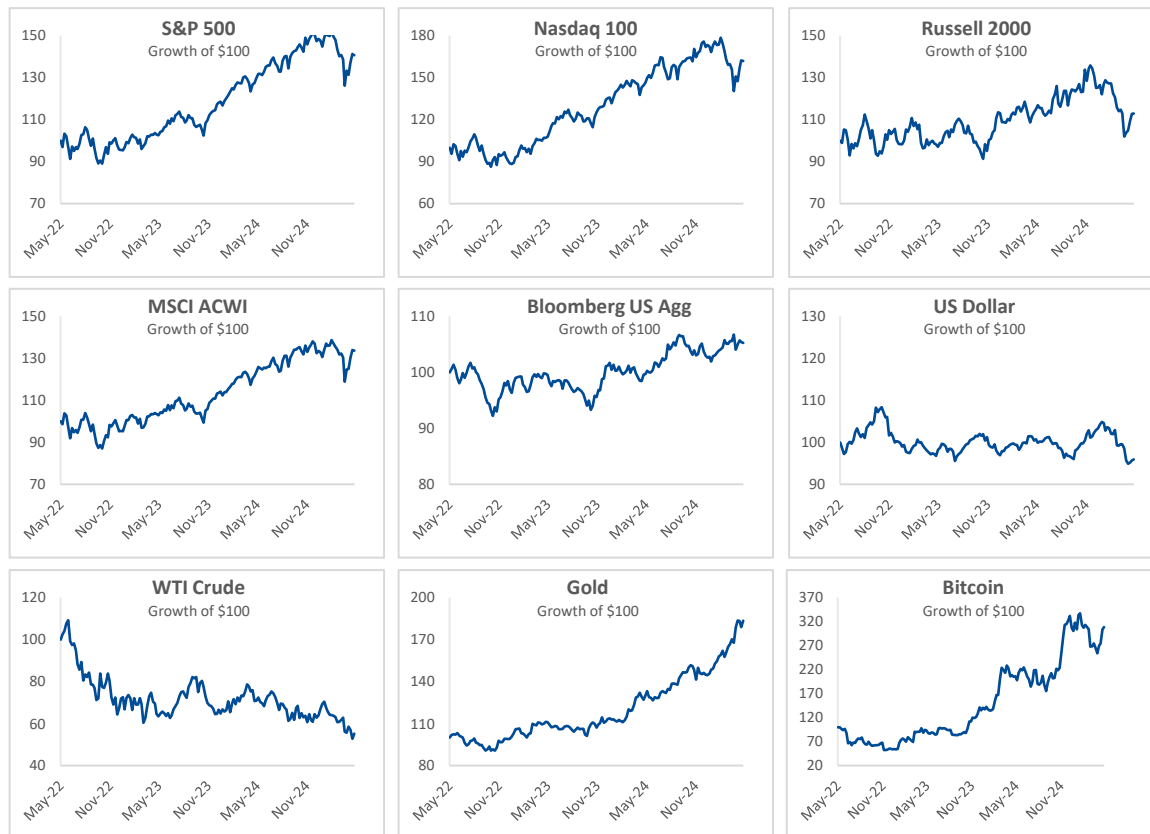 S&P 500
Growth of $100
150
130
110
90
70
May-22
Nov-22
May-23
Nov-23
May-24
Nov-24
Nasdaq 100
Growth of $100
180
150
120
90
60
May-22
Nov-22
May-23
Nov-23
May-24
Nov-24
Russell 2000
Growth of $100
150
130
110
90
70
May-22
Nov-22
May-23
Nov-23
May-24
Nov-24
MSCI ACWI
Growth of $100
150
130
110
90
70
May-22
Nov-22
May-23
Nov-23
May-24
Nov-24
Bloomberg US Agg
Growth of $100
110
100
90
80
May-22
Nov-22
May-23
Nov-23
May-24
Nov-24
US Dollar
Growth of $100
130
120
110
100
90
May-22
Nov-22
May-23
Nov-23
May-24
Nov-24
WTI Crude
Growth of $100
120
100
80
60
40
May-22
Nov-22
May-23
Nov-23
May-24
Nov-24
Gold
Growth of $100
200
170
140
110
80
May-22
Nov-22
May-23
Nov-23
May-24
Nov-24
Bitcoin
Growth of $100
370
320
270
220
170
120
70
20
May-22
Nov-22
May-23
Nov-23
May-24
Nov-24